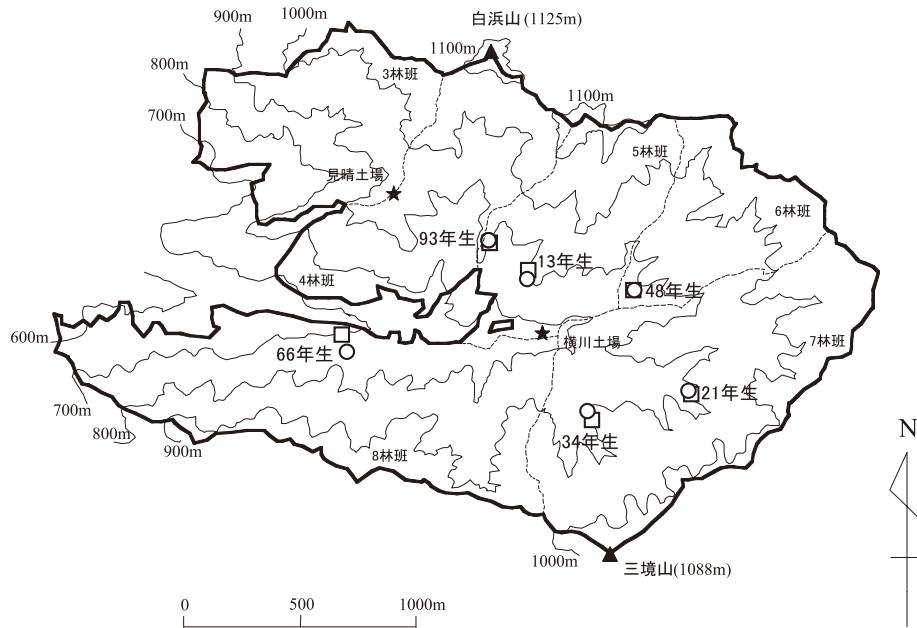 白浜山 (1125m)
1000m
900m
1100m
3林班
800m
1100m
700m
5林班
見晴土場
6林班
93年生
13年生
4林班
48年生
600m
横川土場
7林班
66年生
21年生
700m
34年生
800m
900m
8林班
N
1000m
三境山 (1088m)
0 500 1000m